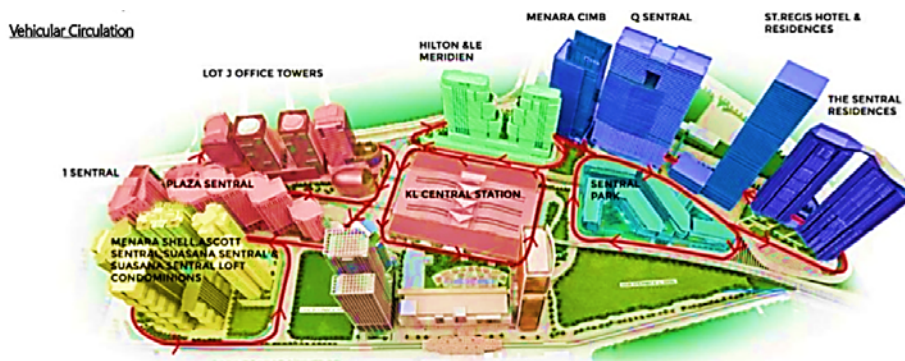 Vehicular Circulation
MENARA CIMB
Q SENTRAL
ST.REGIS HOTEL &
RESIDENCES
HILTON &LE
MERIDIEN
LOT J OFFICE TOWERS
THE SENTRAL
RESIDENCES
1 SENTRAL
PLAZA SENTRAL
KL CENTRAL STATION
SENTRAL
PARK
MENARA SHELL,ASCOTT
SENTRAL,SUASANA SENTRAL &
SUASANA SENTRAL LOFT
CONDOMINIONS